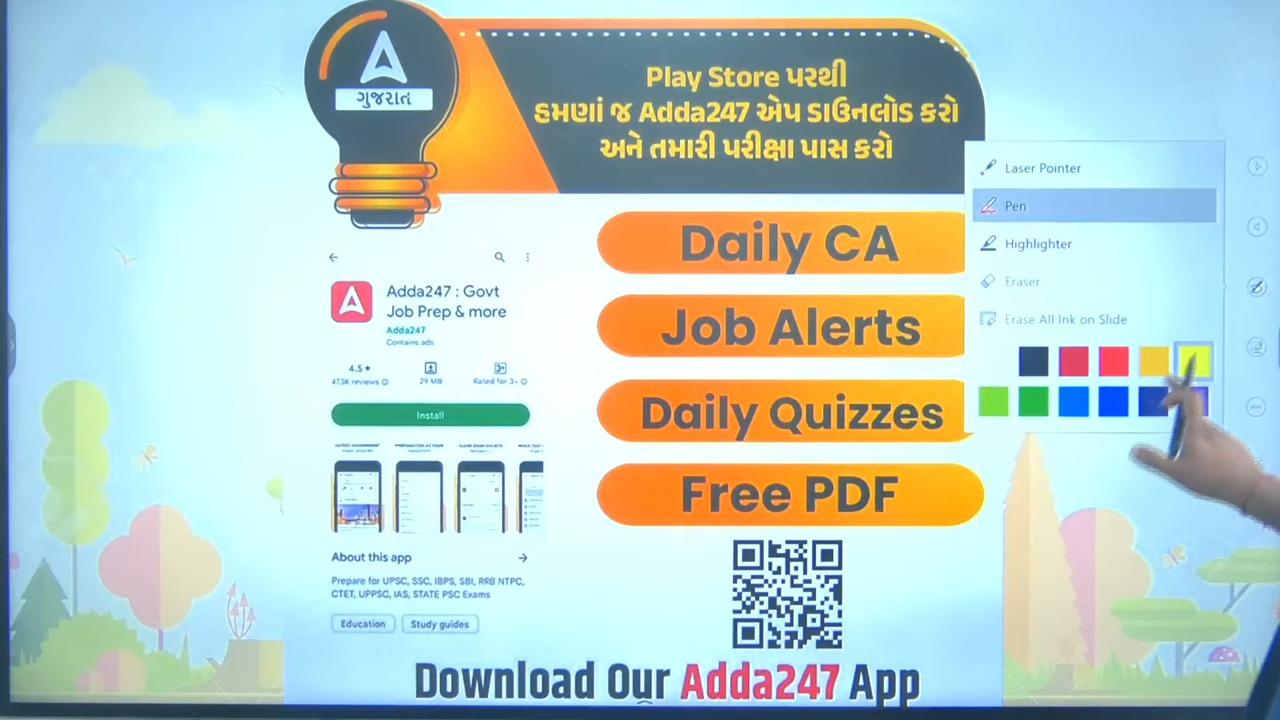 ગુજરાત
Play Store પરથી
હમણાં જ Adda247 એપ ડાઉનલોડ કરો
અને તમારી પરીક્ષા પાસ કરો
Laser Pointer
Pen
Highlighter
Eraser
Erase All Ink on Slide
Daily CA
Job Alerts
Daily Quizzes
Free PDF
Adda247 : Govt
Job Prep & more
Adda247
Contains ads
4.5★
473K reviews
29 MB
3+
Rated for 3+
Install
About this app
Prepare for UPSC, SSC, IBPS, SBI, RRB NTPC,
CTET, UPPSC, IAS, STATE PSC Exams
Education
Study guides
Download Our Adda247 App